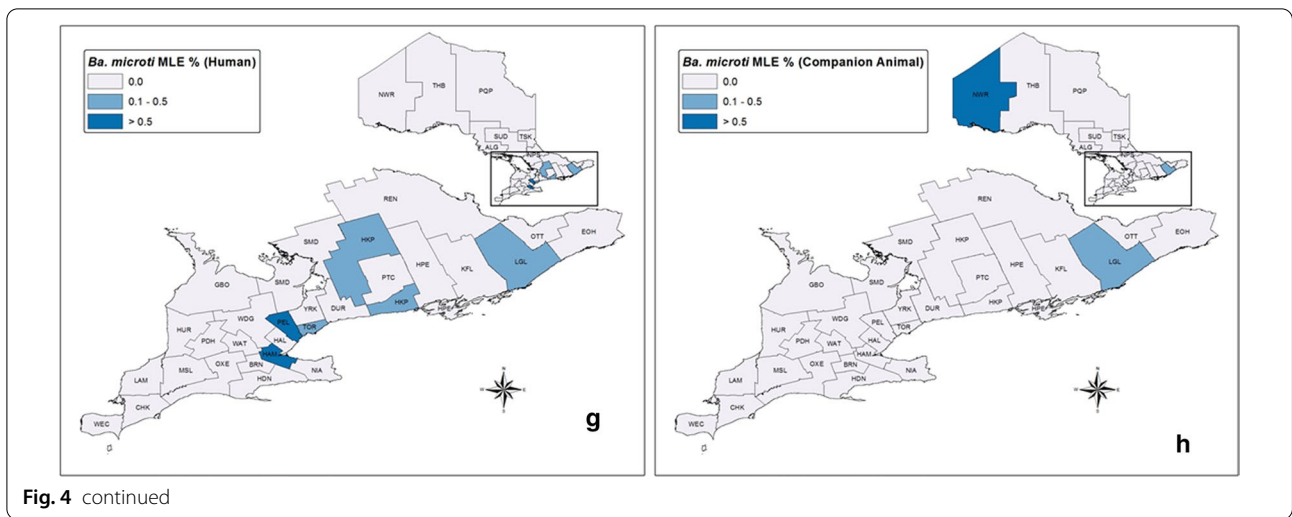 Ba. microti MLE % (Human)
0.0
0.1 - 0.5
> 0.5
NWR
THB
PQP
SUD
TSK
ALG
NPS
REN
SMD
HKP
OTT
EOH
HPE
LGL
PTC
KFL
GBO
SMD
HKP
YRK
DUR
HPE
WDG
PEL
TOR
HUR
PDH
WAT
HAL
HAM
MSL
OXE
BRN
NIA
LAM
HDN
CHK
WEC
N
W
E
S
g
Ba. microti MLE % (Companion Animal)
0.0
0.1 - 0.5
> 0.5
NWR
THB
PQP
SUD
TSK
ALG
REN
SMD
HKP
OTT
EOH
HPE
LGL
PTC
KFL
GBO
SMD
HKP
YRK
DUR
HPE
WDG
PEL
TOR
HUR
PDH
WAT
HAL
HAM
MSL
OXE
BRN
NIA
LAM
HDN
CHK
WEC
N
W
E
S
h
Fig. 4 continued